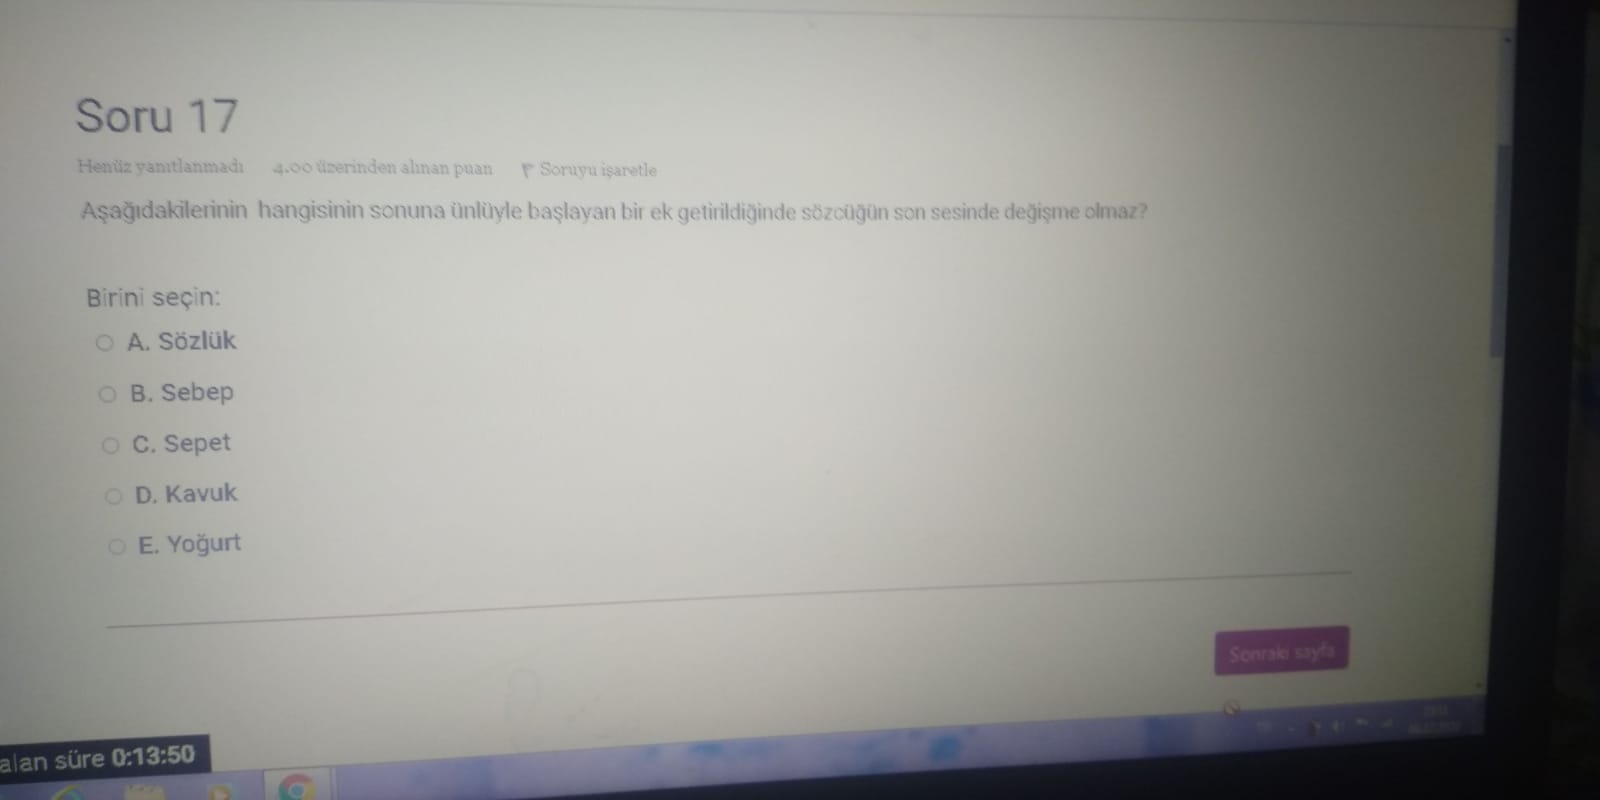 Soru 17
Henüz yanıtlanmadı 4,00 üzerinden alınan puan Soruyu işaretle
Aşağıdakilerinin hangisinin sonuna ünlüyle başlayan bir ek getirildiğinde sözcüğün son sesinde değişme olmaz?
Birini seçin:
A. Sözlük
B. Sebep
C. Sepet
D. Kavuk
E. Yoğurt
Sonraki sayfa
alan süre 0:13:50